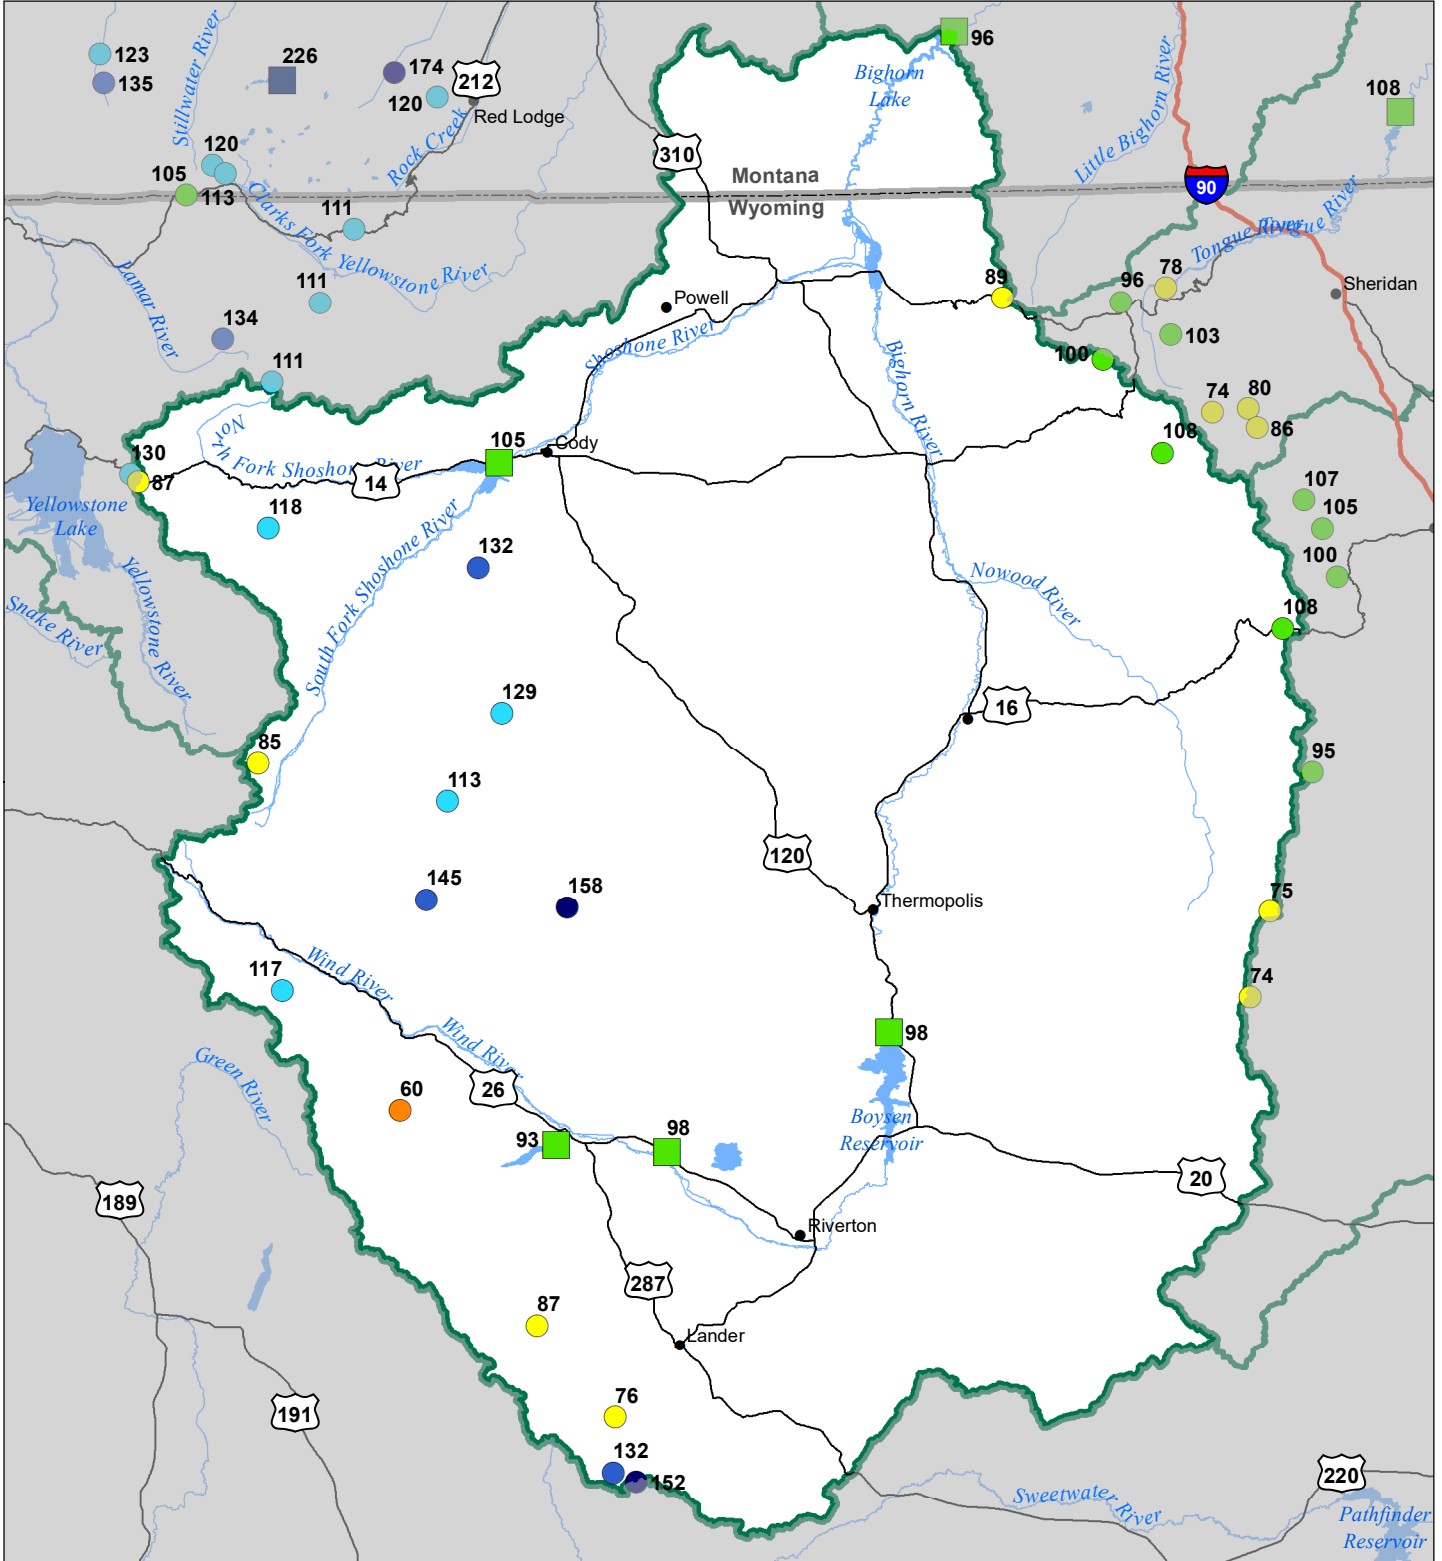 123
135
Stillwater River
226
174
120
212
Red Lodge
Rock Creek
Bighorn
Lake
96
Little Bighorn River
108
120
105
113
111
Clarks Fork Yellowstone River
310
Montana
Wyoming
90
Tongue River
Tongue River
Lamar River
111
134
111
Powell
Shoshone River
89
96
78
Sheridan
103
100
Bighorn River
74
80
86
108
North Fork Shoshone River
105
Cody
14
130
87
Yellowstone
Lake
118
132
South Fork Shoshone River
107
105
100
Nowood River
108
Yellowstone River
Snake River
129
16
85
113
95
120
145
158
Thermopolis
75
117
Wind River
74
98
Wind River
Green River
60
26
93
98
Boysen
Reservoir
20
189
Riverton
287
87
Lander
191
76
132
152
220
Sweetwater River
Pathfinder
Reservoir